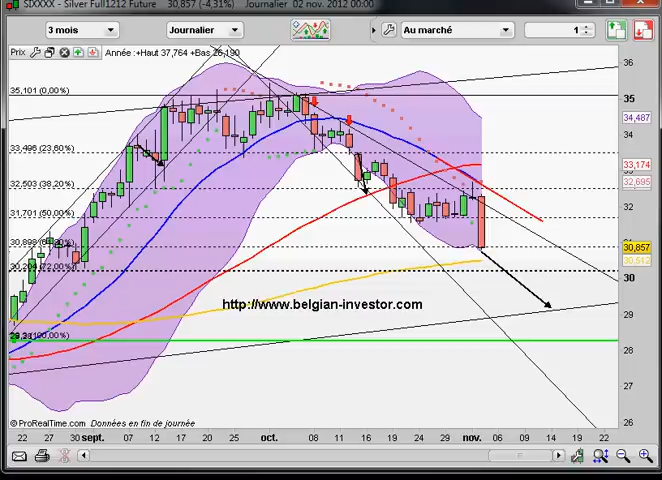 SIXXXX - Silver Full1212 Future 30,857 (-4,31%) Journalier 02 nov. 2012 00:00
3 mois Journalier Au marché 1
Prix Année : +Haut 37,764 +Bas 26,190
36
35,101 (0,00%) 35
34,487
34
33,498 (23,60%) 33,174
32,503 (38,20%) 32,695
32
31,701 (50,00%)
30,857
30,512
30,204 (72,00%) 30
http://www.belgian-investor.com
29
28
27
26
© ProRealTime.com Données en fin de journée
22 27 30 sept. 07 12 17 20 25 oct. 08 11 16 19 24 29 nov. 06 09 14 19 22